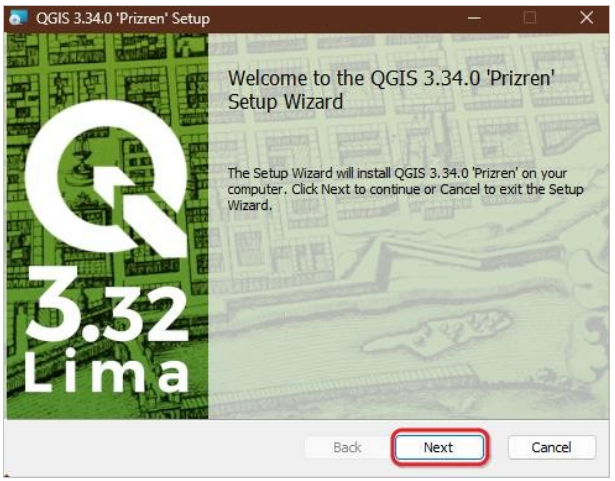 QGIS 3.34.0 'Prizren' Setup
Welcome to the QGIS 3.34.0 'Prizren'
Setup Wizard
The Setup Wizard will install QGIS 3.34.0 'Prizren' on your
computer. Click Next to continue or Cancel to exit the Setup
Wizard.
3.32
Lima
Back Next Cancel